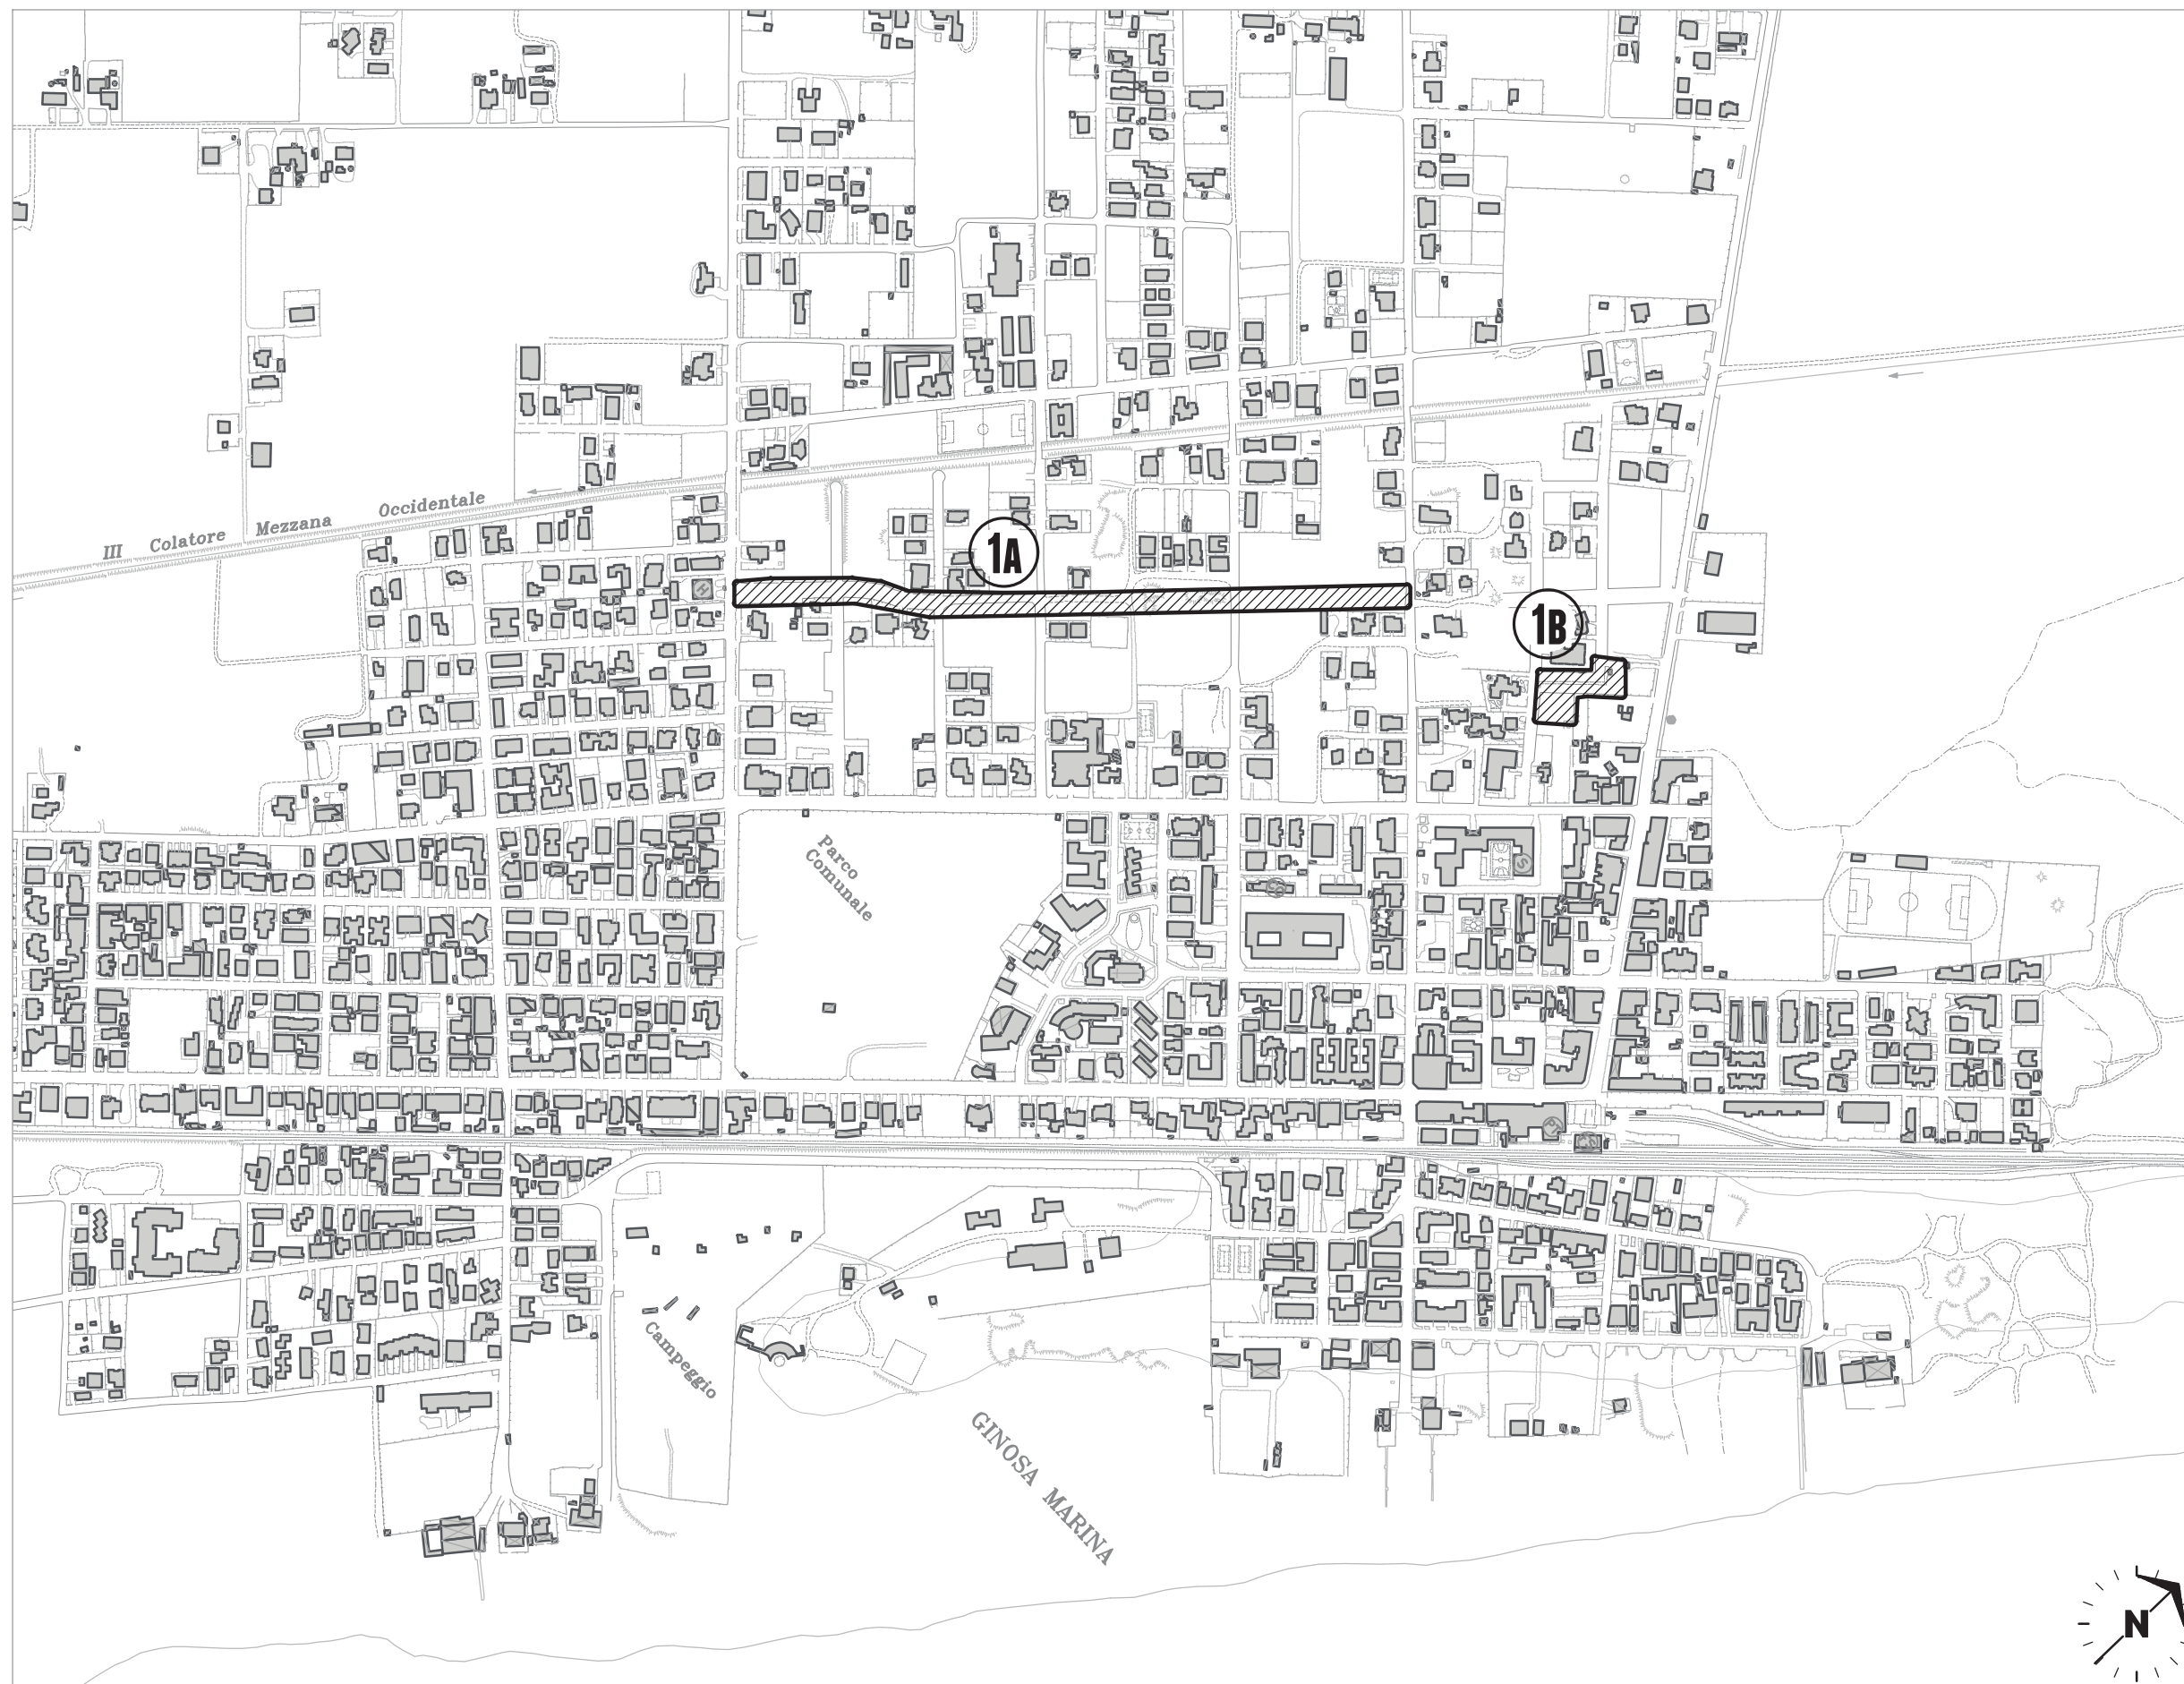 III Colatore Mezzana Occidentale
1A
1B
H
Parco
Comunale
S
Campeggio
GINOSA MARINA
N